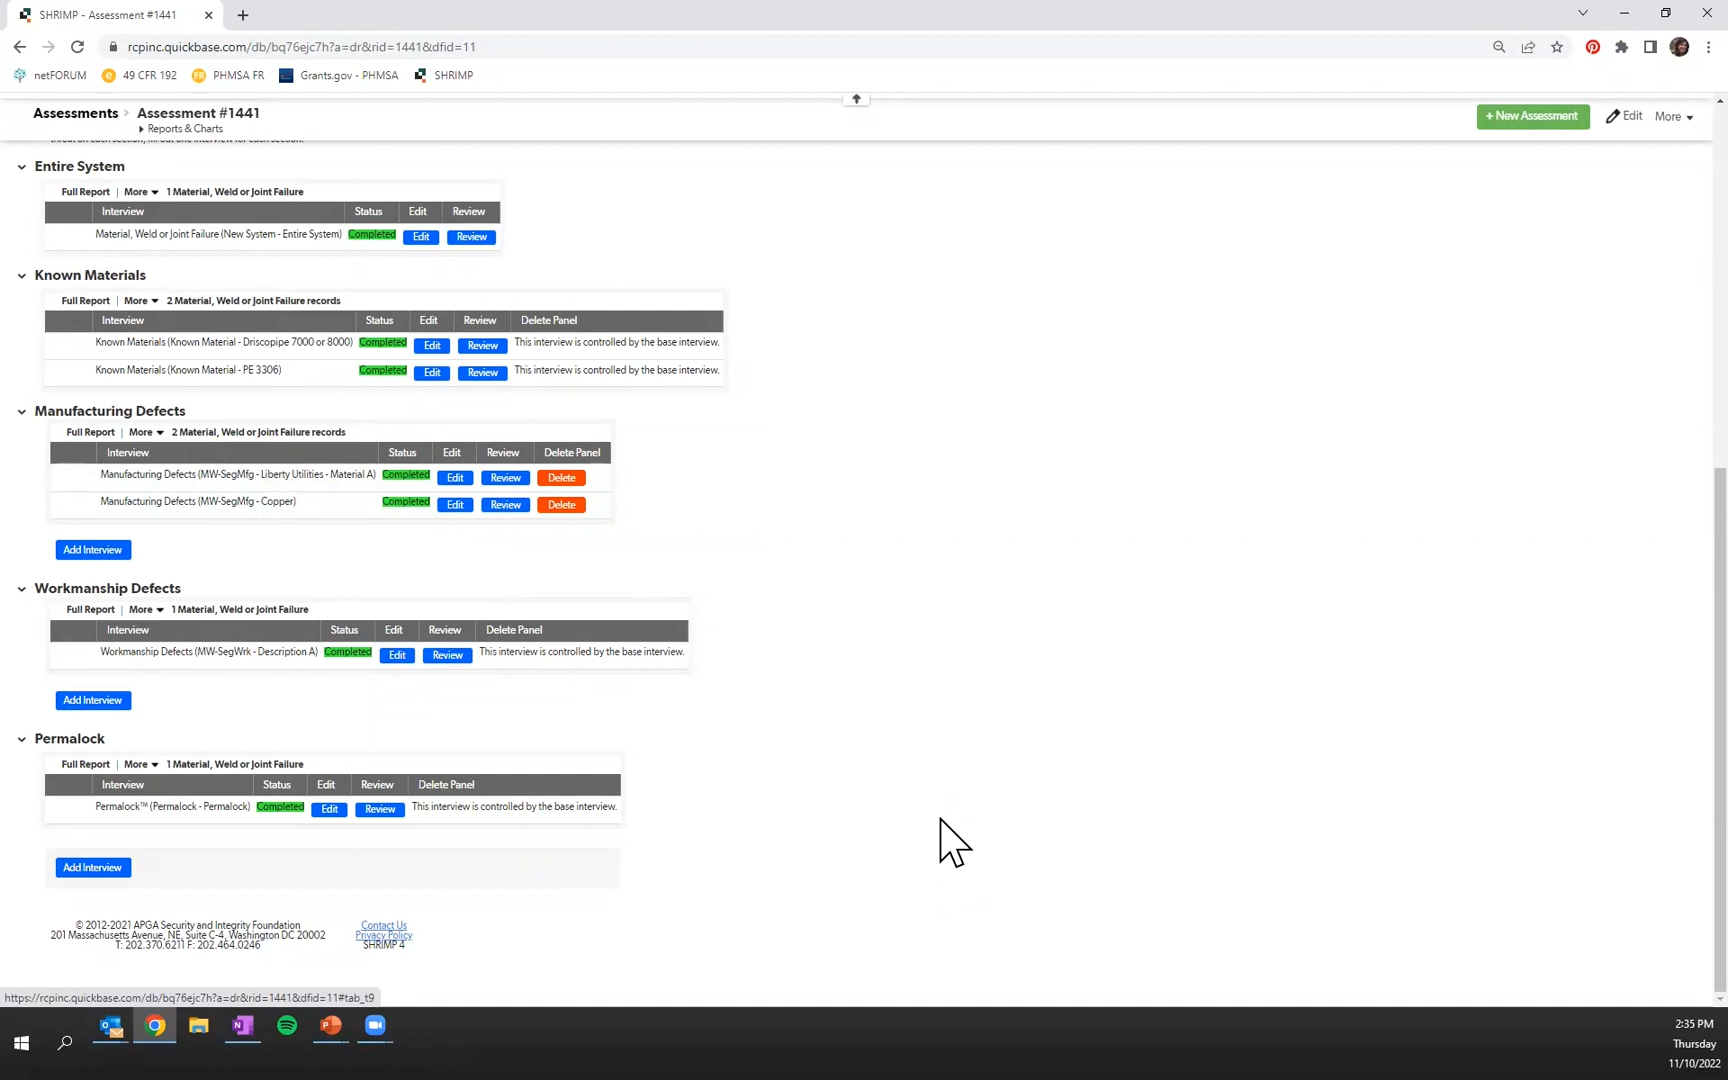 SHRIMP - Assessment #1441
rcpinc.quickbase.com/db/bq76ejc7h?a=dr&rid=1441&dfid=11
netFORUM 49 CFR 192 PHMSA FR Grants.gov - PHMSA SHRIMP
Assessments Assessment #1441
Reports & Charts
+ New Assessment Edit More
Entire System
Full Report | More 1 Material, Weld or Joint Failure
Interview Status Edit Review
Material, Weld or Joint Failure (New System - Entire System) Completed Edit Review
Known Materials
Full Report | More 2 Material, Weld or Joint Failure records
Interview Status Edit Review Delete Panel
Known Materials (Known Material - Driscopipe 7000 or 8000) Completed Edit Review This interview is controlled by the base interview.
Known Materials (Known Material - PE 3306) Completed Edit Review This interview is controlled by the base interview.
Manufacturing Defects
Full Report | More 2 Material, Weld or Joint Failure records
Interview Status Edit Review Delete Panel
Manufacturing Defects (MW-SegMfg - Liberty Utilities - Material A) Completed Edit Review Delete
Manufacturing Defects (MW-SegMfg - Copper) Completed Edit Review Delete
Add Interview
Workmanship Defects
Full Report | More 1 Material, Weld or Joint Failure
Interview Status Edit Review Delete Panel
Workmanship Defects (MW-SegWrk - Description A) Completed Edit Review This interview is controlled by the base interview.
Add Interview
Permalock
Full Report | More 1 Material, Weld or Joint Failure
Interview Status Edit Review Delete Panel
Permalock™ (Permalock - Permalock) Completed Edit Review This interview is controlled by the base interview.
Add Interview
© 2012-2021 APGA Security and Integrity Foundation Contact Us
201 Massachusetts Avenue, NE, Suite C-4, Washington DC 20002 Privacy Policy
T: 202.370.6211 F: 202.464.0246 SHRIMP 4
https://rcpinc.quickbase.com/db/bq76ejc7h?a=dr&rid=1441&dfid=11#tab_t9
2:35 PM
Thursday
11/10/2022